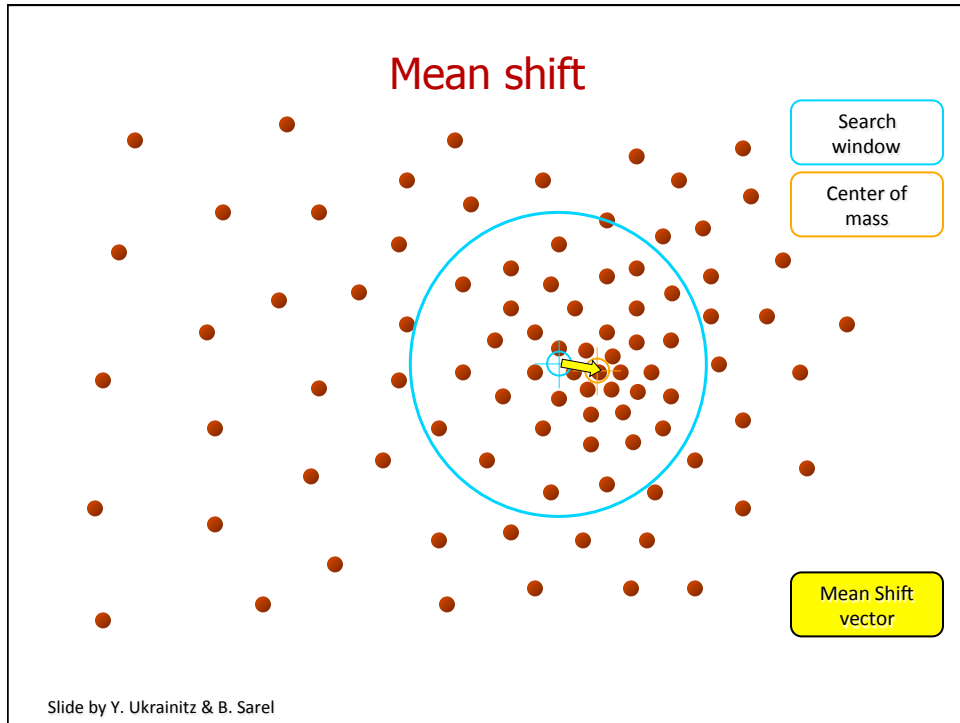 Mean shift
Search
window
Center of
mass
Mean Shift
vector
Slide by Y. Ukrainitz & B. Sarel